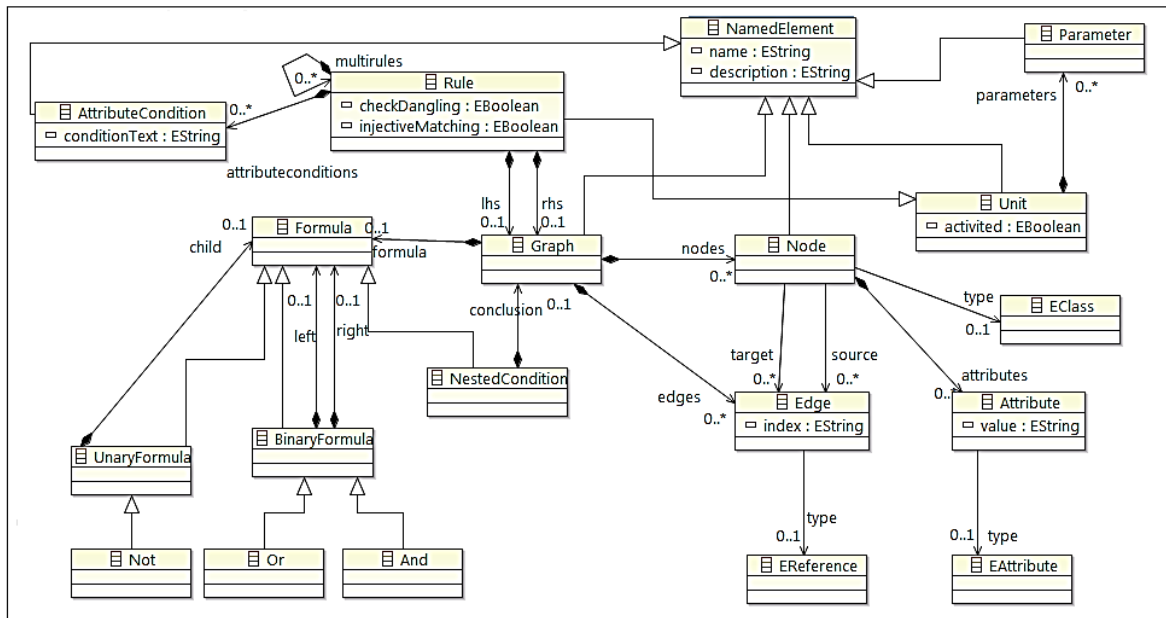 NamedElement
name : EString
description : EString
Parameter
0..*
parameters
multirules
0..*
Rule
checkDangling : EBoolean
injectiveMatching : EBoolean
AttributeCondition
conditionText : EString
0..*
attributeconditions
lhs
0..1
rhs
0..1
Unit
activited : EBoolean
0..1
child
Formula
0..1
formula
Graph
nodes
0..*
Node
type
0..1
EClass
0..1
left
0..1
right
conclusion
0..1
target
0..*
source
0..*
attributes
0..*
NestedCondition
edges
0..*
Edge
index : EString
Attribute
value : EString
UnaryFormula
BinaryFormula
type
0..1
0..1
type
Not
Or
And
EReference
EAttribute